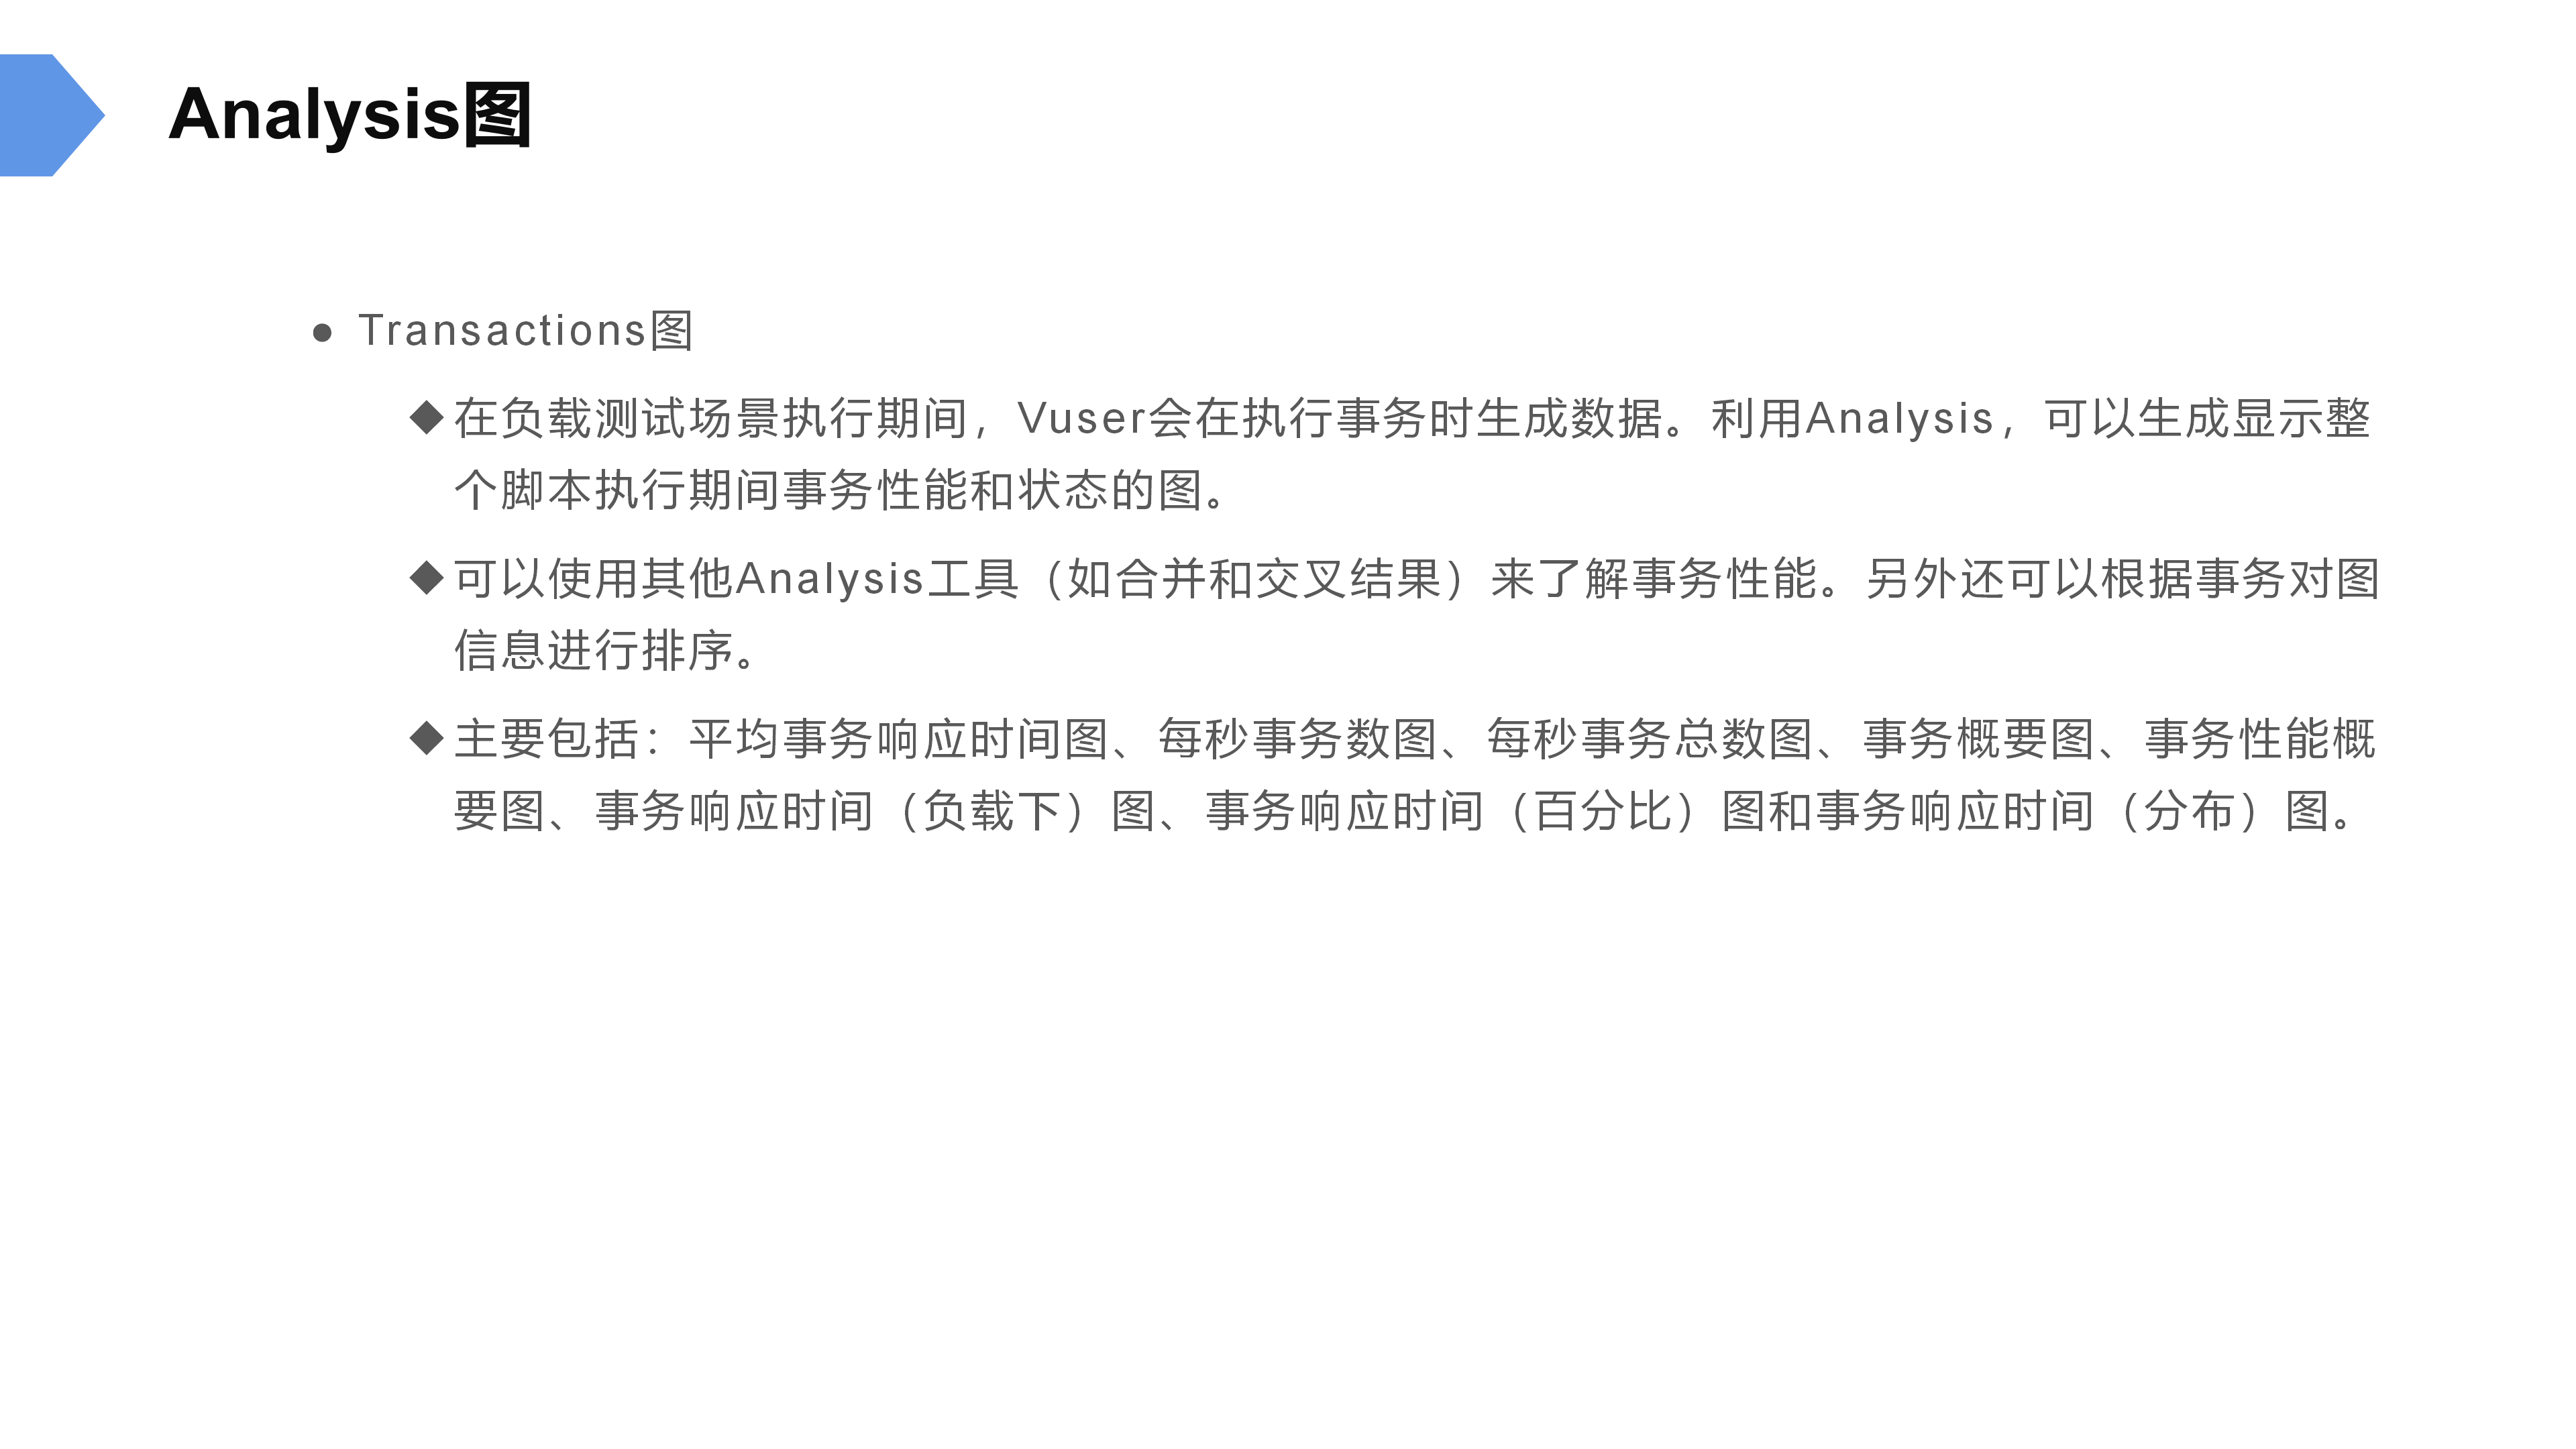 Analysis图
● Transactions图
◆在负载测试场景执行期间，Vuser会在执行事务时生成数据。利用Analysis，可以生成显示整
个脚本执行期间事务性能和状态的图。
◆可以使用其他Analysis工具（如合并和交叉结果）来了解事务性能。另外还可以根据事务对图
信息进行排序。
◆主要包括：平均事务响应时间图、每秒事务数图、每秒事务总数图、事务概要图、事务性能概
要图、事务响应时间（负载下）图、事务响应时间（百分比）图和事务响应时间（分布）图。